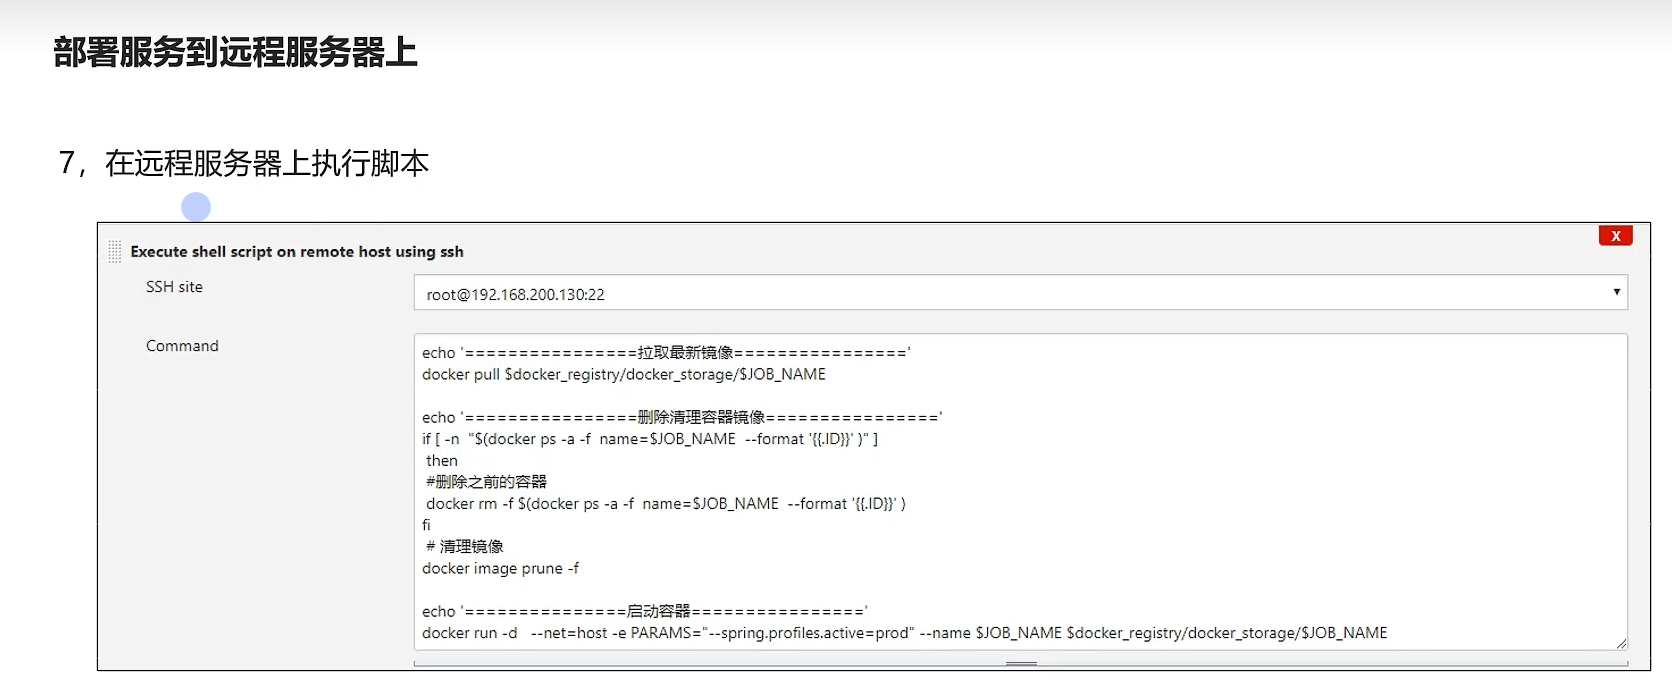 部署服务到远程服务器上
7，在远程服务器上执行脚本
Execute shell script on remote host using ssh
X
SSH site
root@192.168.200.130:22
Command
echo '================拉取最新镜像================'
docker pull $docker_registry/docker_storage/$JOB_NAME
echo '================删除清理容器镜像================'
if [ -n  "$(docker ps -a -f  name=$JOB_NAME  --format '{{.ID}}' )" ]
then
#删除之前的容器
docker rm -f $(docker ps -a -f  name=$JOB_NAME  --format '{{.ID}}' )
fi
# 清理镜像
docker image prune -f
echo '===============启动容器================'
docker run -d   --net=host -e PARAMS="--spring.profiles.active=prod" --name $JOB_NAME $docker_registry/docker_storage/$JOB_NAME